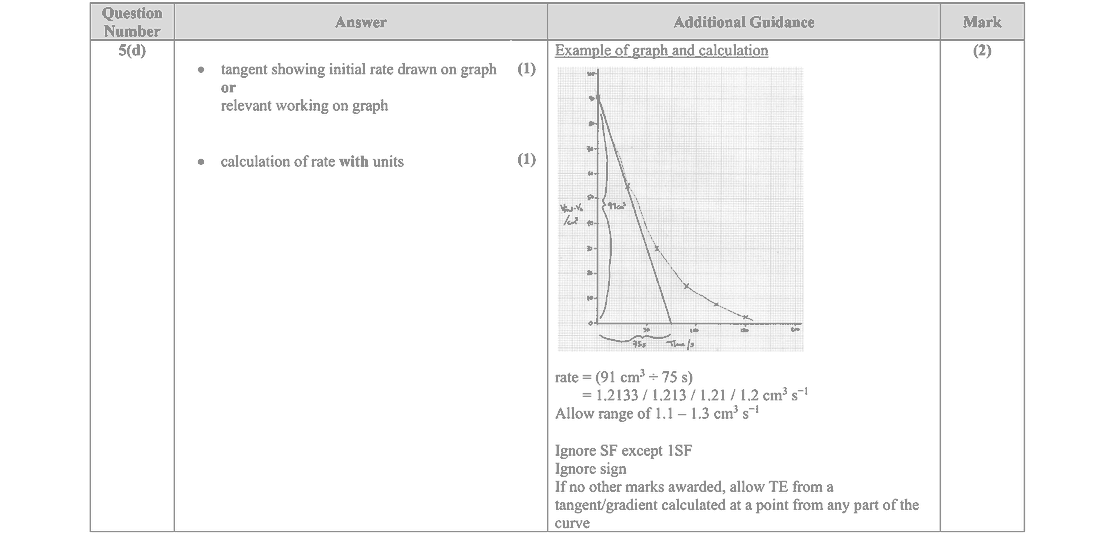 Question
Number
Answer
Additional Guidance
Mark
5(d)
• tangent showing initial rate drawn on graph (1)
or
relevant working on graph
• calculation of rate with units (1)
Example of graph and calculation
(2)
91cm³
75s
Time/s
rate = (91 cm³ ÷ 75 s)
= 1.2133 / 1.213 / 1.21 / 1.2 cm³ s⁻¹
Allow range of 1.1 – 1.3 cm³ s⁻¹
Ignore SF except 1SF
Ignore sign
If no other marks awarded, allow TE from a
tangent/gradient calculated at a point from any part of the
curve